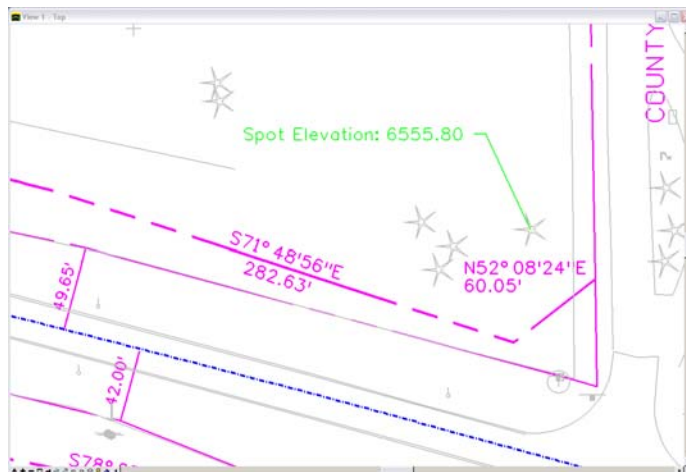 View 1 - Top
COUNTY
Spot Elevation: 6555.80
S71° 48'56"E
282.63'
N52° 08'24"E
60.05'
49.65'
42.00'